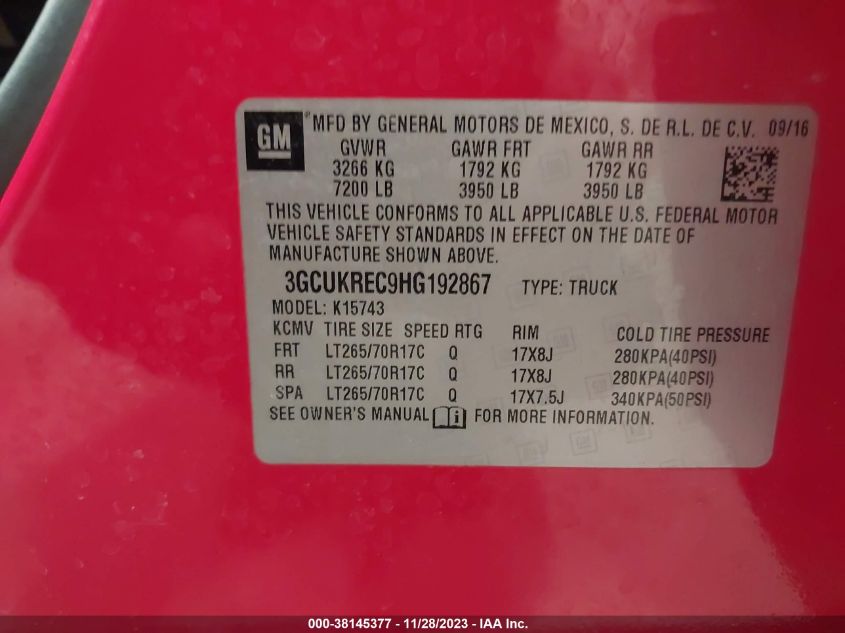 GM ® MFD BY GENERAL MOTORS DE MEXICO, S. DE R.L. DE C.V. 09/16
GVWR GAWR FRT GAWR RR
3266 KG 1792 KG 1792 KG
7200 LB 3950 LB 3950 LB
THIS VEHICLE CONFORMS TO ALL APPLICABLE U.S. FEDERAL MOTOR
VEHICLE SAFETY STANDARDS IN EFFECT ON THE DATE OF
MANUFACTURE SHOWN ABOVE.
3GCUKREC9HG192867 TYPE: TRUCK
MODEL: K15743
KCMV TIRE SIZE SPEED RTG RIM COLD TIRE PRESSURE
FRT LT265/70R17C Q 17X8J 280KPA(40PSI)
RR LT265/70R17C Q 17X8J 280KPA(40PSI)
SPA LT265/70R17C Q 17X7.5J 340KPA(50PSI)
SEE OWNER'S MANUAL i FOR MORE INFORMATION.
000-38145377 - 11/28/2023 - IAA Inc.